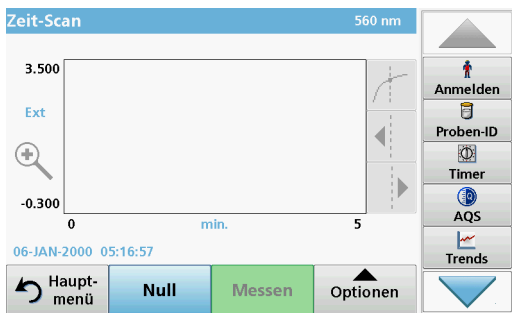 Zeit-Scan 560 nm
3.500
Ext
-0.300
0 min. 5
06-JAN-2000 05:16:57
Haupt-
menü
Null
Messen
Optionen
Anmelden
Proben-ID
Timer
AQS
Trends